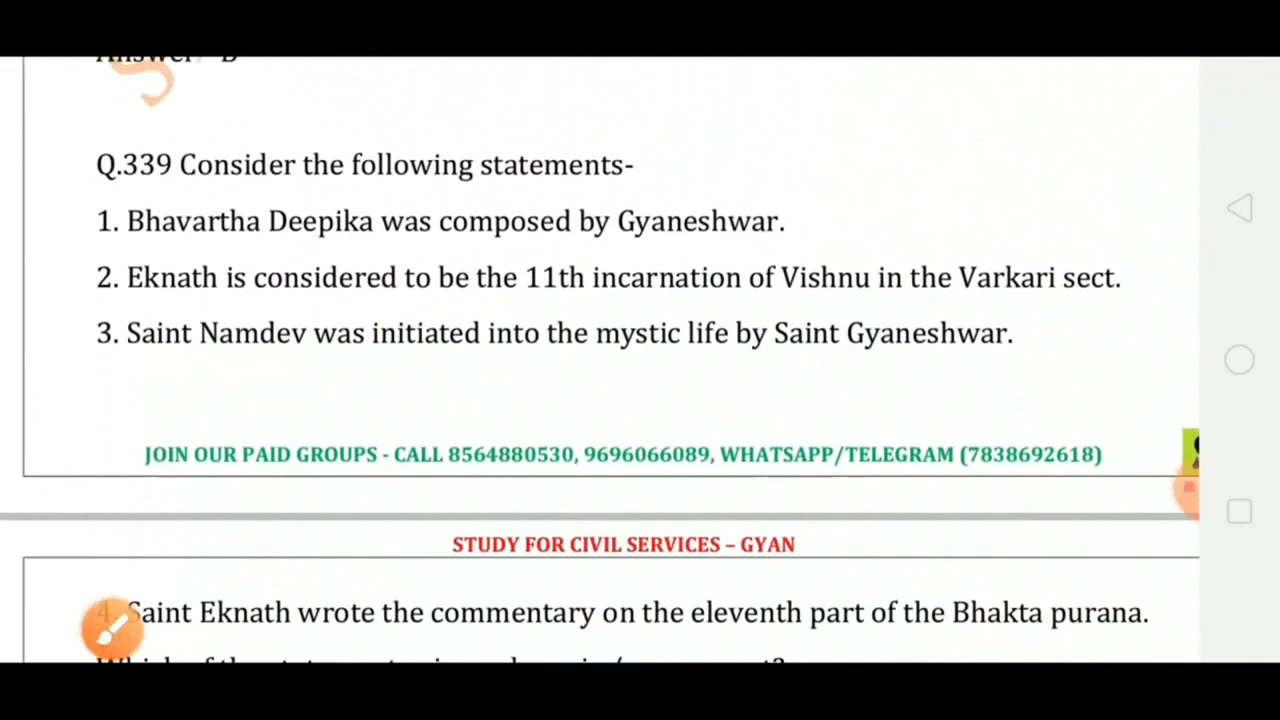 Q.339 Consider the following statements-
1. Bhavartha Deepika was composed by Gyaneshwar.
2. Eknath is considered to be the 11th incarnation of Vishnu in the Varkari sect.
3. Saint Namdev was initiated into the mystic life by Saint Gyaneshwar.
JOIN OUR PAID GROUPS - CALL 8564880530, 9696066089, WHATSAPP/TELEGRAM (7838692618)
STUDY FOR CIVIL SERVICES – GYAN
4. Saint Eknath wrote the commentary on the eleventh part of the Bhakta purana.